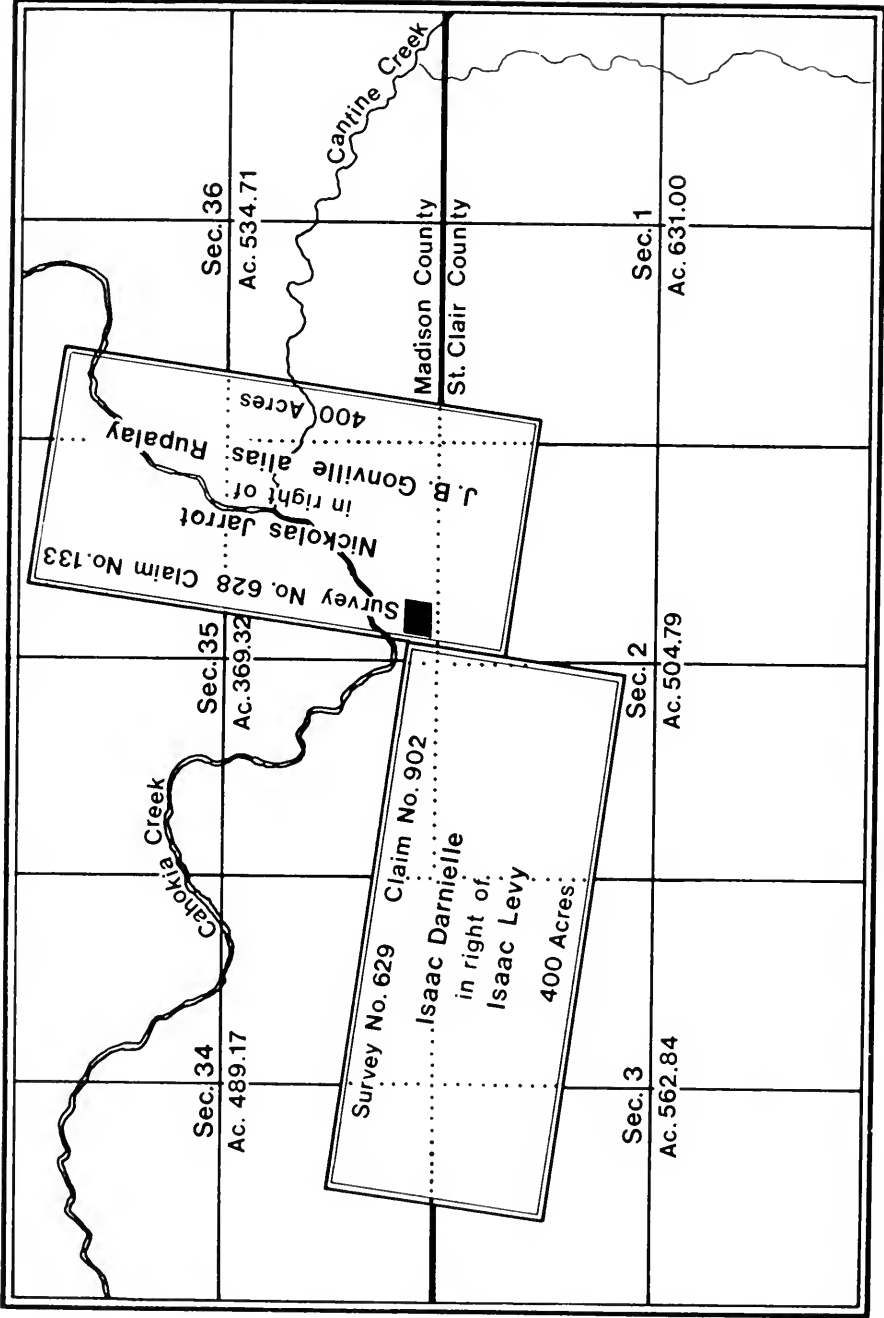 Cahokia Creek
Cantine Creek
Sec. 34
Ac. 489.17
Sec. 35
Ac. 369.32
Sec. 36
Ac. 534.71
Survey No. 628 Claim No. 133
Nickolas Jarrot
in right of
J. B. Gonville alias Rupalay
400 Acres
Madison County
St. Clair County
Survey No. 629 Claim No. 902
Isaac Darnielle
in right of
Isaac Levy
400 Acres
Sec. 3
Ac. 562.84
Sec. 2
Ac. 504.79
Sec. 1
Ac. 631.00